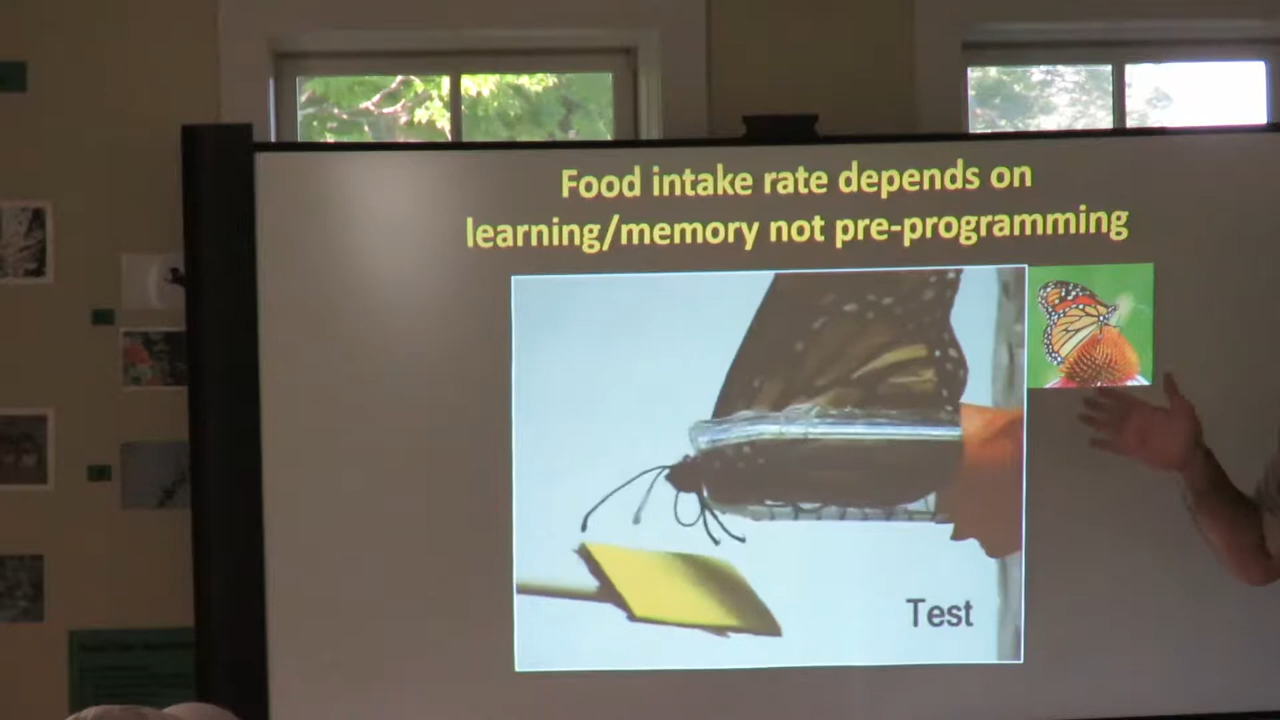 Food intake rate depends on
learning/memory not pre-programming
Test